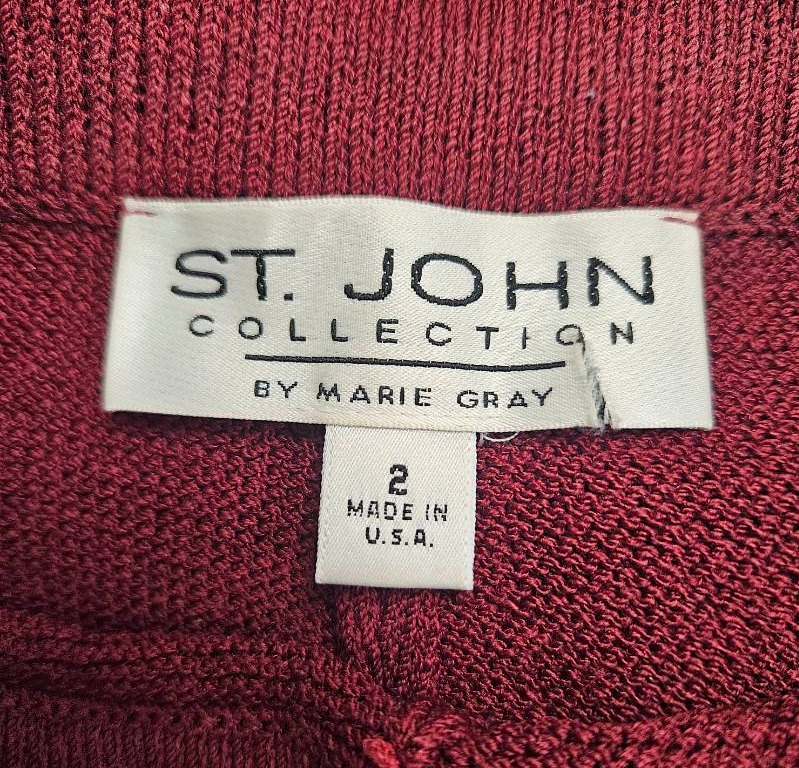 ST. JOHN
COLLECTION
BY MARIE GRAY
2
MADE IN
U.S.A.